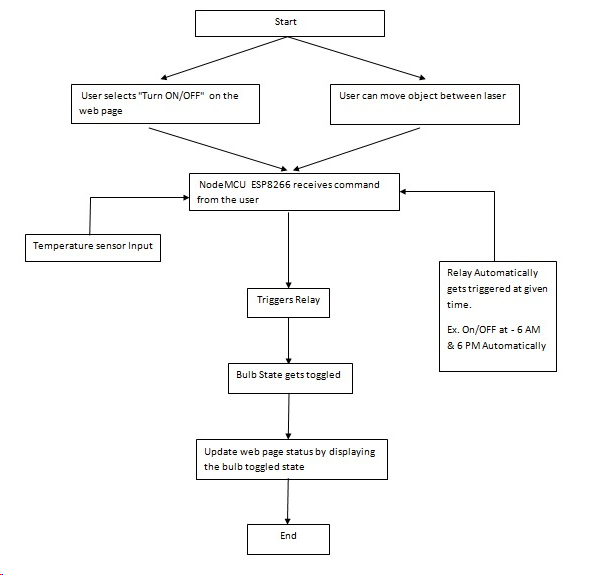 Start
User selects "Turn ON/OFF" on the
web page
User can move object between laser
NodeMCU ESP8266 receives command
from the user
Temperature sensor Input
Relay Automatically
gets triggered at given
time.
Ex. On/OFF at - 6 AM
& 6 PM Automatically
Triggers Relay
Bulb State gets toggled
Update web page status by displaying
the bulb toggled state
End